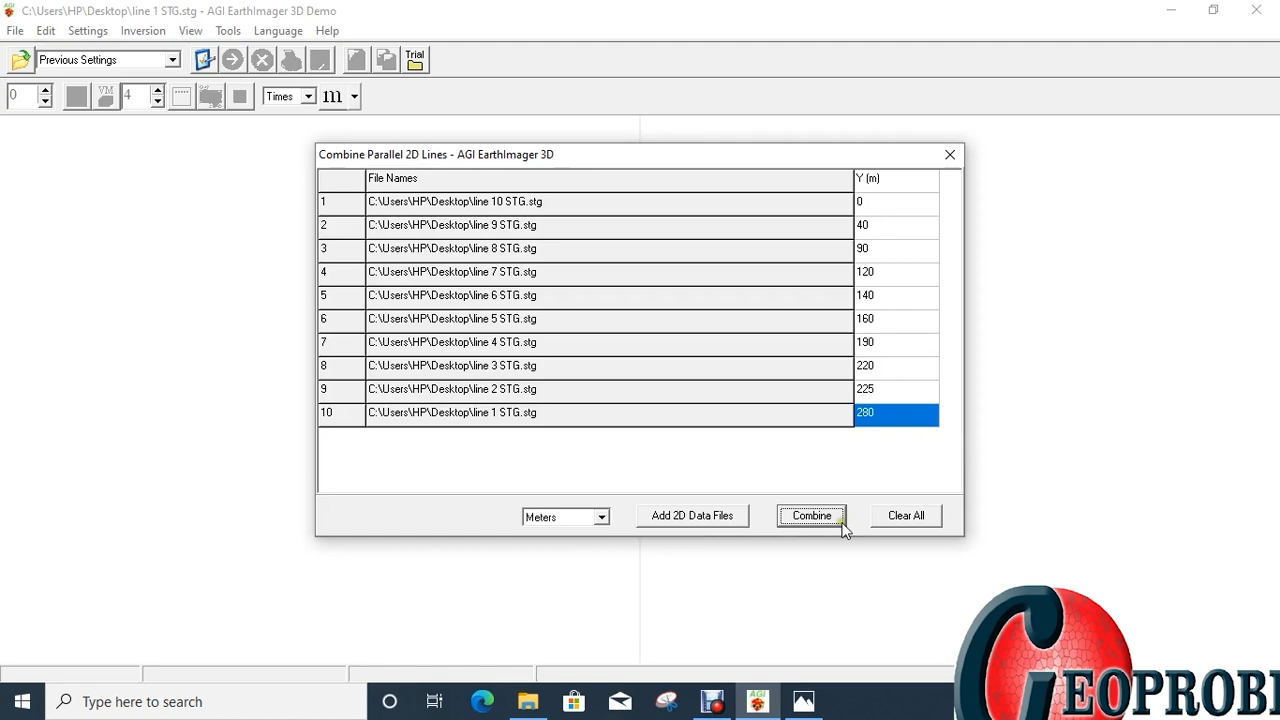 C:\Users\HP\Desktop\line 1 STG.stg - AGI EarthImager 3D Demo
File Edit Settings Inversion View Tools Language Help
Previous Settings
Trial
0
VM
4
Times
m
Combine Parallel 2D Lines - AGI EarthImager 3D
File Names Y (m)
1 C:\Users\HP\Desktop\line 10 STG.stg 0
2 C:\Users\HP\Desktop\line 9 STG.stg 40
3 C:\Users\HP\Desktop\line 8 STG.stg 90
4 C:\Users\HP\Desktop\line 7 STG.stg 120
5 C:\Users\HP\Desktop\line 6 STG.stg 140
6 C:\Users\HP\Desktop\line 5 STG.stg 160
7 C:\Users\HP\Desktop\line 4 STG.stg 190
8 C:\Users\HP\Desktop\line 3 STG.stg 220
9 C:\Users\HP\Desktop\line 2 STG.stg 225
10 C:\Users\HP\Desktop\line 1 STG.stg 280
Meters Add 2D Data Files Combine Clear All
Type here to search
AGI
GEOPROB